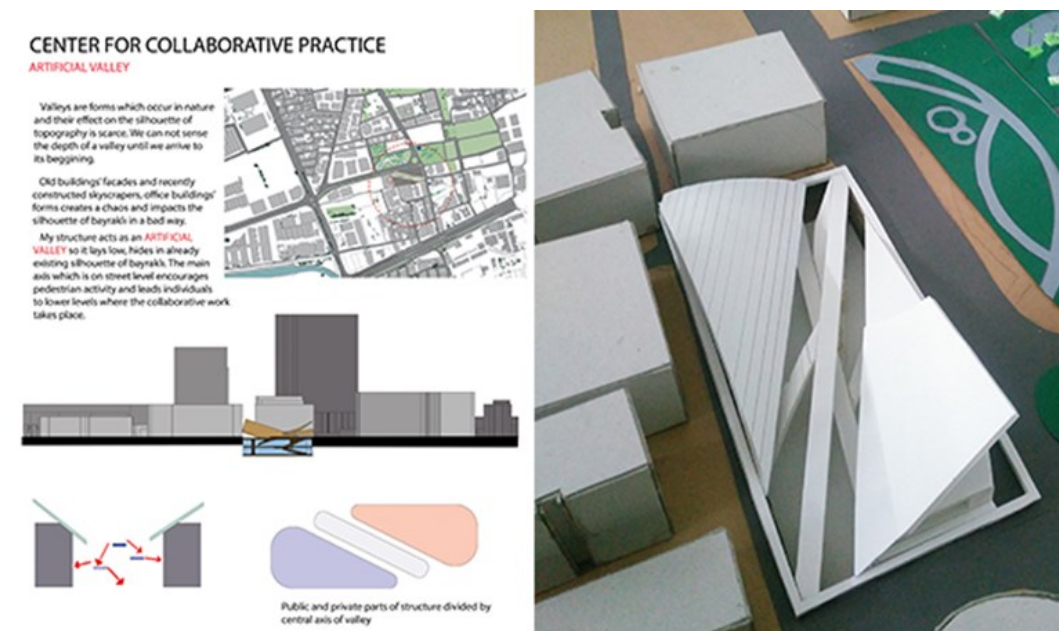 CENTER FOR COLLABORATIVE PRACTICE
ARTIFICIAL VALLEY
Valleys are forms which occur in nature
and their effect on the silhouette of
topography is scarce. We can not sense
the depth of a valley until we arrive to
its beggining.
Old buildings' facades and recently
constructed skyscrapers, office buildings'
forms creates a chaos and impacts the
silhouette of bayraklı in a bad way.
My structure acts as an ARTIFICIAL
VALLEY so it lays low, hides in already
existing silhouette of bayraklı. The main
axis which is on street level encourages
pedestrian activity and leads individuals
to lower levels where the collaborative work
takes place.
Public and private parts of structure divided by
central axis of valley